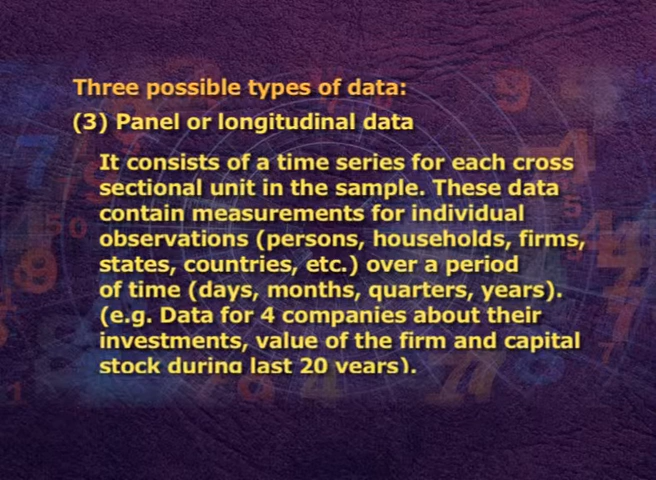 Three possible types of data:
(3) Panel or longitudinal data
It consists of a time series for each cross
sectional unit in the sample. These data
contain measurements for individual
observations (persons, households, firms,
states, countries, etc.) over a period
of time (days, months, quarters, years).
(e.g. Data for 4 companies about their
investments, value of the firm and capital
stock during last 20 years).